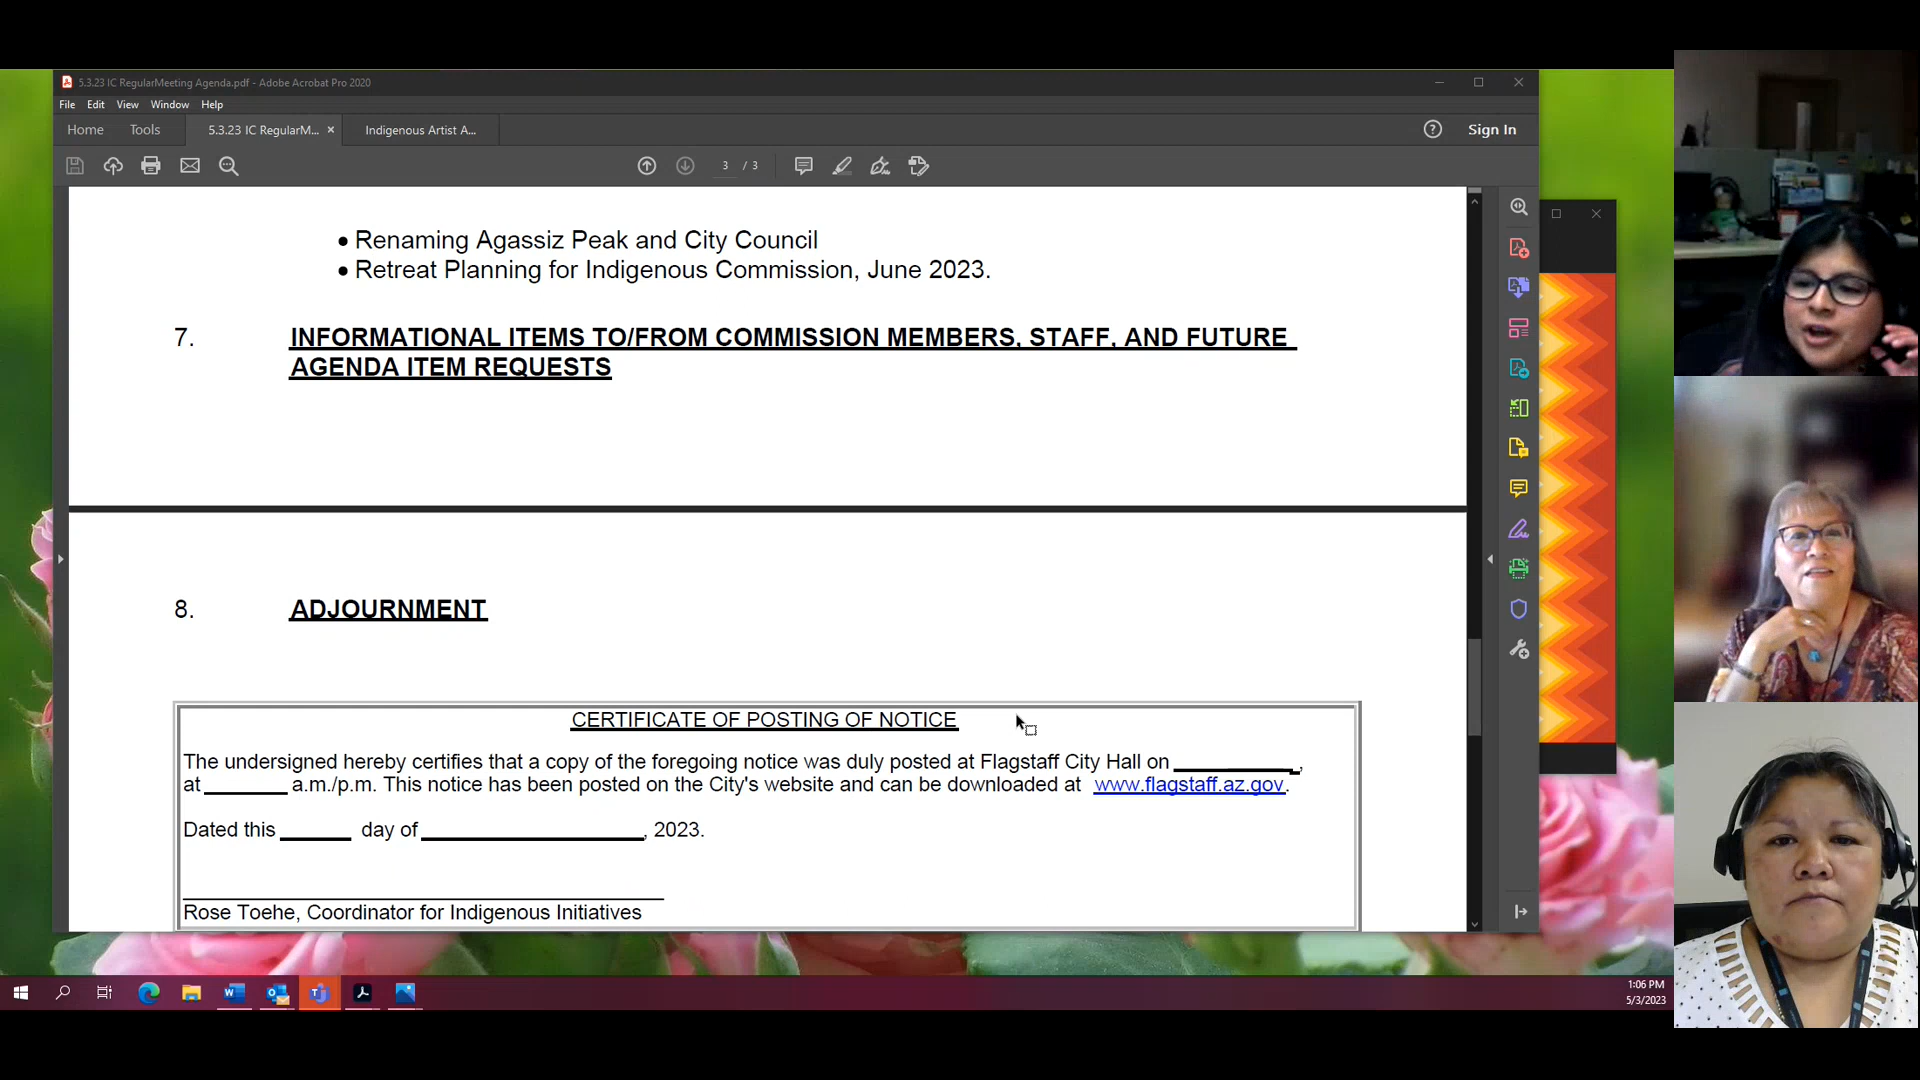 5.3.23 IC RegularMeeting Agenda.pdf - Adobe Acrobat Pro 2020
File Edit View Window Help
Home Tools 5.3.23 IC RegularM... × Indigenous Artist A... Sign In
3 / 3
• Renaming Agassiz Peak and City Council
• Retreat Planning for Indigenous Commission, June 2023.
7. INFORMATIONAL ITEMS TO/FROM COMMISSION MEMBERS, STAFF, AND FUTURE
AGENDA ITEM REQUESTS
8. ADJOURNMENT
CERTIFICATE OF POSTING OF NOTICE
The undersigned hereby certifies that a copy of the foregoing notice was duly posted at Flagstaff City Hall on __________,
at _______ a.m./p.m. This notice has been posted on the City's website and can be downloaded at www.flagstaff.az.gov.
Dated this ______ day of ___________________, 2023.
Rose Toehe, Coordinator for Indigenous Initiatives
1:06 PM
5/3/2023